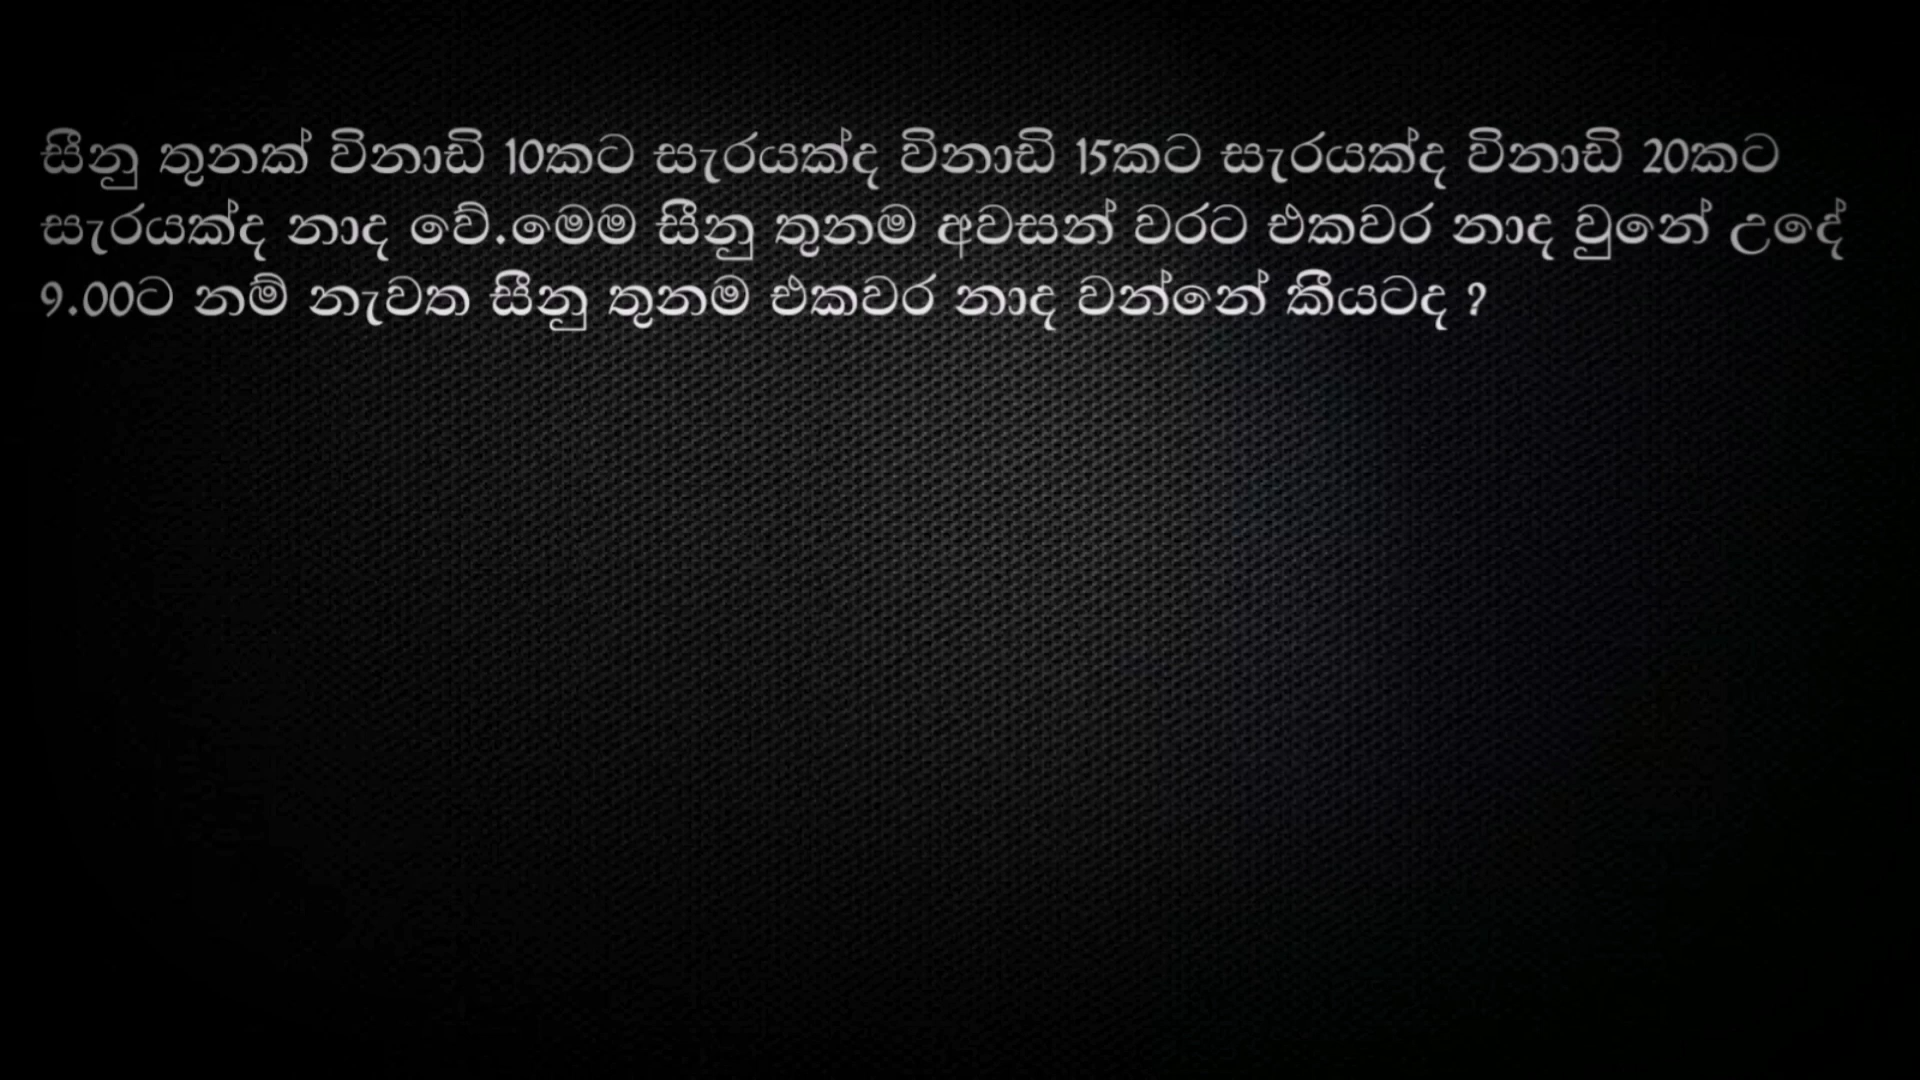 සීනු තුනක් විනාඩි 10කට සැරයක්ද විනාඩි 15කට සැරයක්ද විනාඩි 20කට
සැරයක්ද නාද වේ.මෙම සීනු තුනම අවසන් වරට එකවර නාද වුනේ උදේ
9.00ට නම් නැවත සීනු තුනම එකවර නාද වන්නේ කීයටද ?